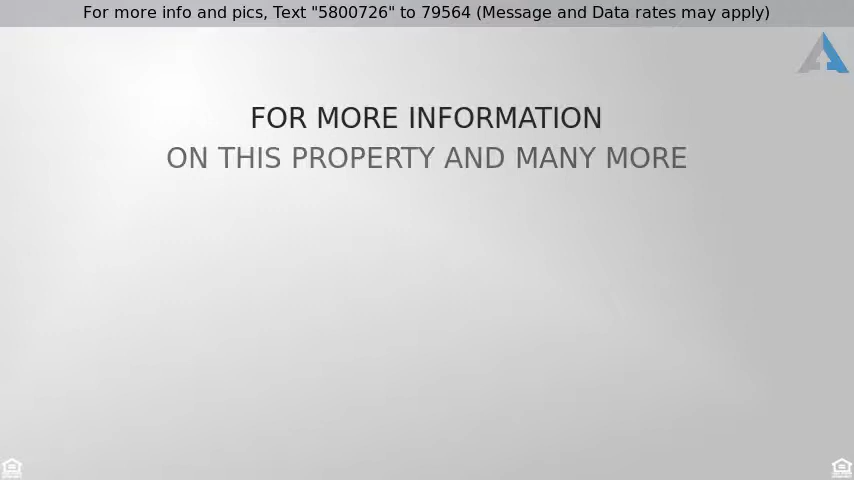 For more info and pics, Text "5800726" to 79564 (Message and Data rates may apply)
FOR MORE INFORMATION
ON THIS PROPERTY AND MANY MORE